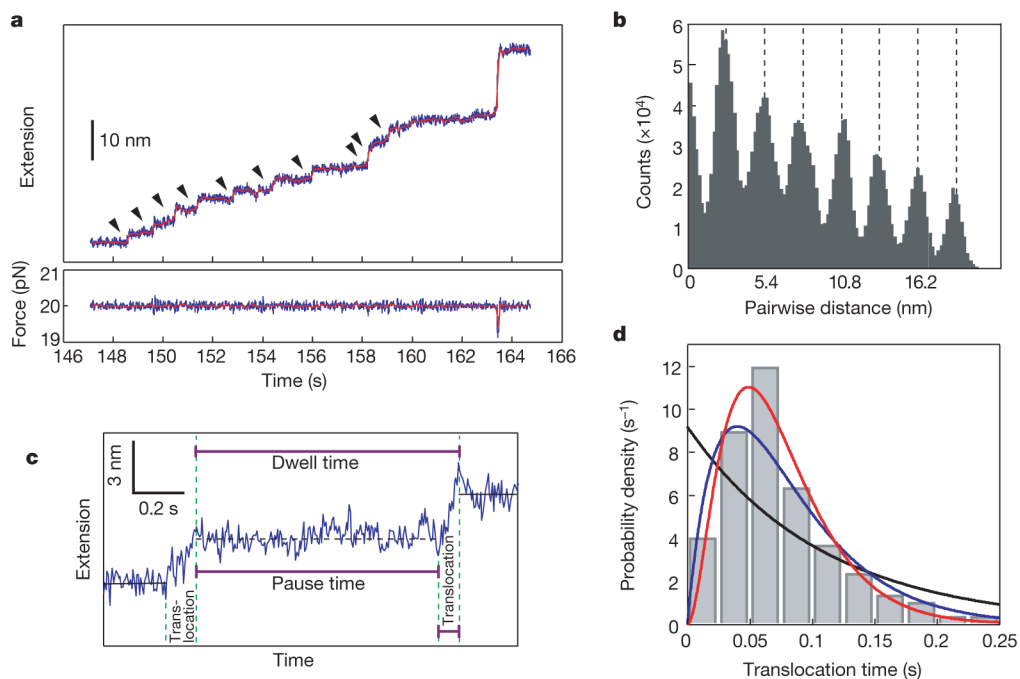 a
Extension
10 nm
Force (pN)
21
20
19
146 148 150 152 154 156 158 160 162 164 166
Time (s)
b
Counts (×10⁴)
6
5
4
3
2
1
0
0 5.4 10.8 16.2
Pairwise distance (nm)
c
Extension
3 nm
0.2 s
Dwell time
Pause time
Trans-
location
Translocation
Time
d
Probability density (s⁻¹)
12
10
8
6
4
2
0
0 0.05 0.1 0.15 0.2 0.25
Translocation time (s)